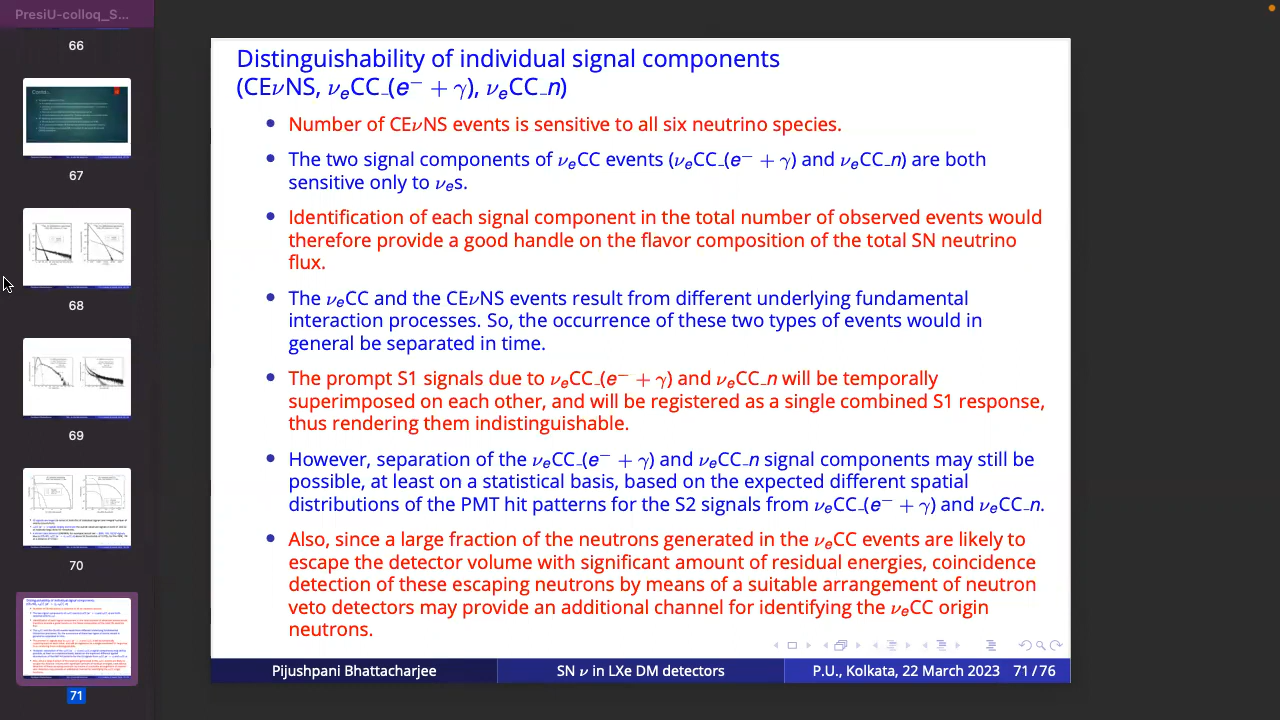 PresiU-colloq_S...
66
67
68
69
70
71
Distinguishability of individual signal components
(CEνNS, νₑCC_(e⁻ + γ), νₑCC_n)
Number of CEνNS events is sensitive to all six neutrino species.
The two signal components of νₑCC events (νₑCC_(e⁻ + γ) and νₑCC_n) are both
sensitive only to νₑs.
Identification of each signal component in the total number of observed events would
therefore provide a good handle on the flavor composition of the total SN neutrino
flux.
The νₑCC and the CEνNS events result from different underlying fundamental
interaction processes. So, the occurrence of these two types of events would in
general be separated in time.
The prompt S1 signals due to νₑCC_(e⁻ + γ) and νₑCC_n will be temporally
superimposed on each other, and will be registered as a single combined S1 response,
thus rendering them indistinguishable.
However, separation of the νₑCC_(e⁻ + γ) and νₑCC_n signal components may still be
possible, at least on a statistical basis, based on the expected different spatial
distributions of the PMT hit patterns for the S2 signals from νₑCC_(e⁻ + γ) and νₑCC_n.
Also, since a large fraction of the neutrons generated in the νₑCC events are likely to
escape the detector volume with significant amount of residual energies, coincidence
detection of these escaping neutrons by means of a suitable arrangement of neutron
veto detectors may provide an additional channel for identifying the νₑCC origin
neutrons.
Pijushpani Bhattacharjee SN ν in LXe DM detectors P.U., Kolkata, 22 March 2023 71 / 76